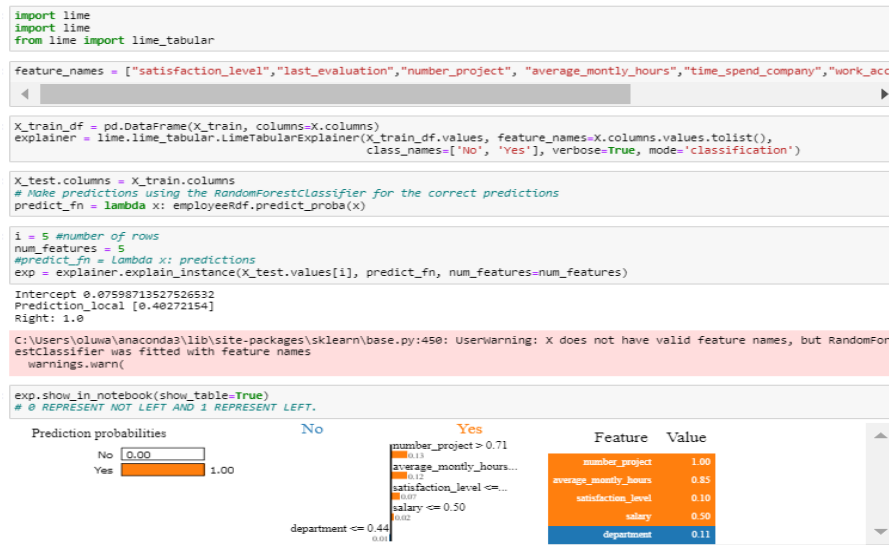 import lime
import lime
from lime import lime_tabular
feature_names = ["satisfaction_level","last_evaluation","number_project", "average_montly_hours","time_spend_company","work_acc
X_train_df = pd.DataFrame(X_train, columns=X.columns)
explainer = lime.lime_tabular.LimeTabularExplainer(X_train_df.values, feature_names=X.columns.values.tolist(),
class_names=['No', 'Yes'], verbose=True, mode='classification')
X_test.columns = X_train.columns
# Make predictions using the RandomForestClassifier for the correct predictions
predict_fn = lambda x: employeeRdf.predict_proba(x)
i = 5 #number of rows
num_features = 5
#predict_fn = lambda x: predictions
exp = explainer.explain_instance(X_test.values[i], predict_fn, num_features=num_features)
Intercept 0.07598713527526532
Prediction_local [0.40272154]
Right: 1.0
C:\Users\oluwa\anaconda3\lib\site-packages\sklearn\base.py:450: UserWarning: X does not have valid feature names, but RandomFor
estClassifier was fitted with feature names
warnings.warn(
exp.show_in_notebook(show_table=True)
# 0 REPRESENT NOT LEFT AND 1 REPRESENT LEFT.
Prediction probabilities
No 0.00
Yes 1.00
No Yes
number_project > 0.71
0.13
average_montly_hours...
0.12
satisfaction_level <=...
0.07
salary <= 0.50
0.02
department <= 0.44
0.01
Feature Value
number_project 1.00
average_montly_hours 0.85
satisfaction_level 0.10
salary 0.50
department 0.11